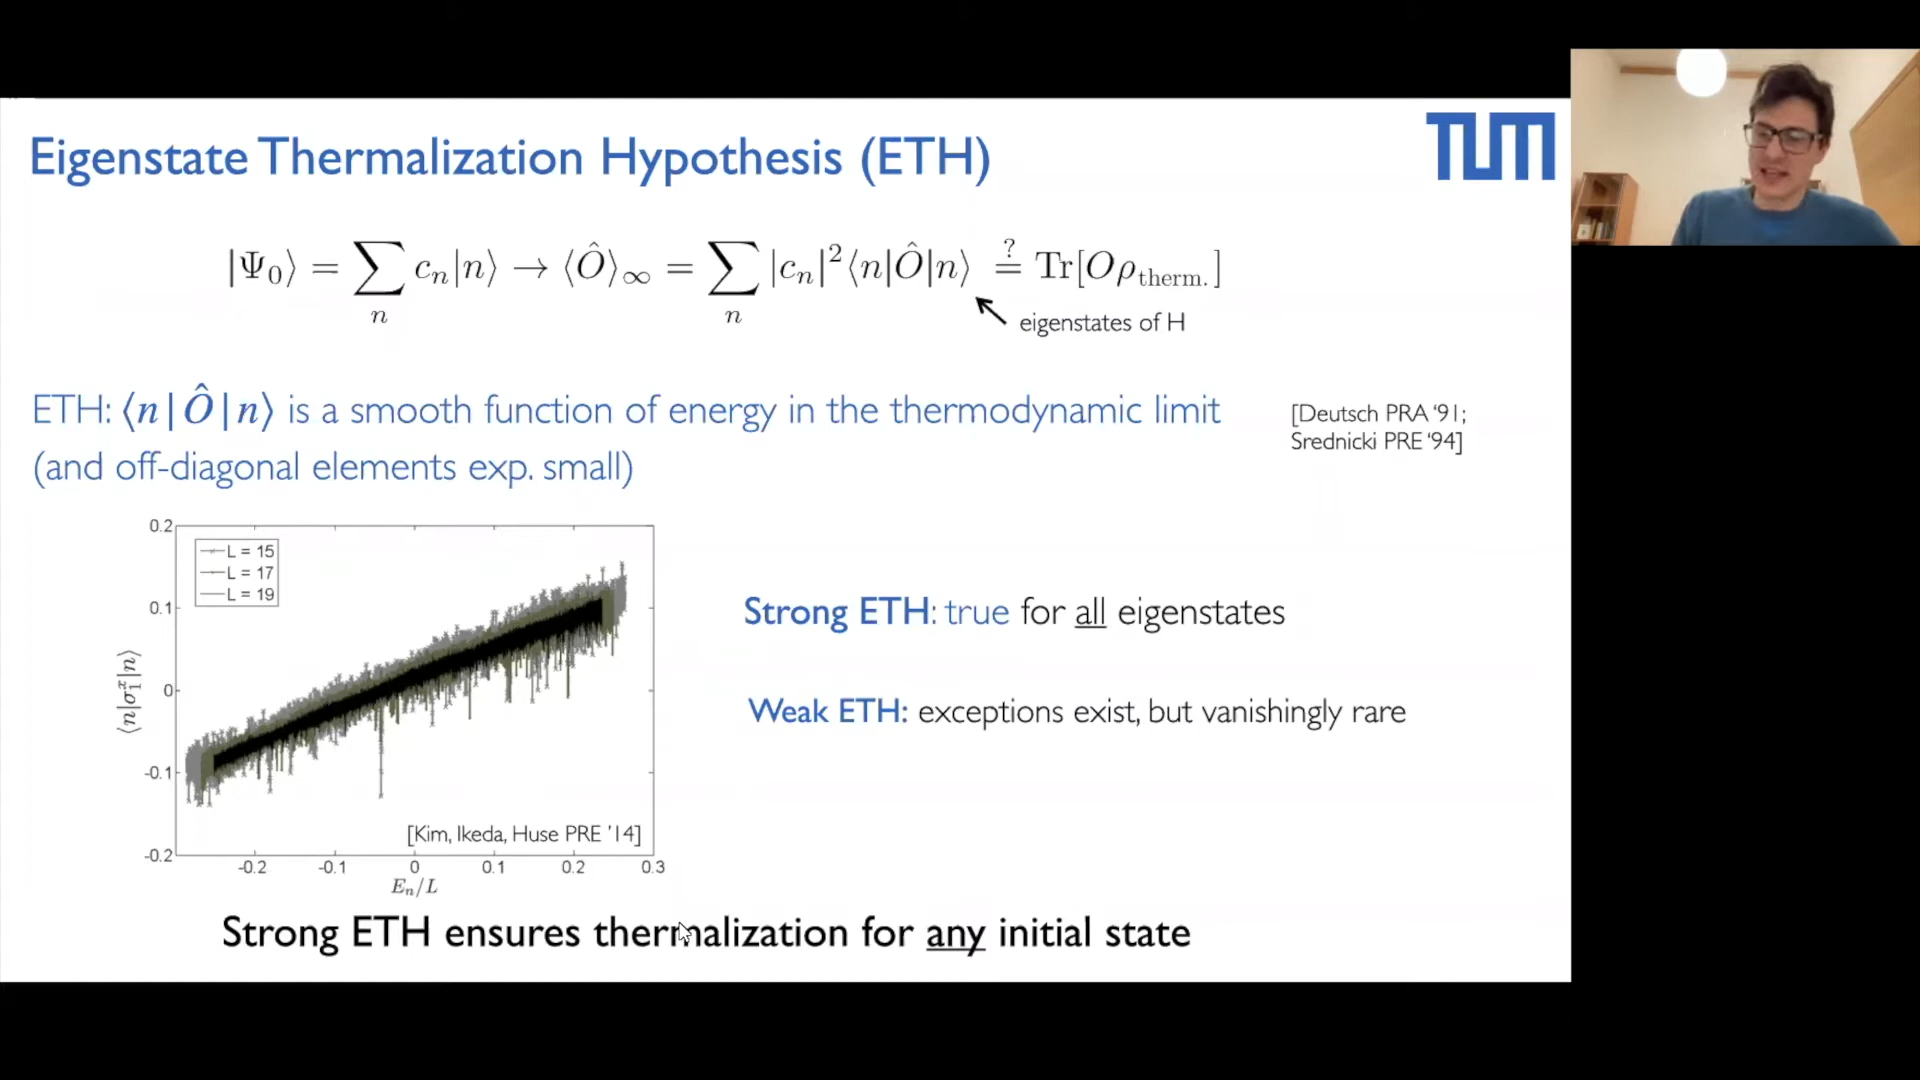 Eigenstate Thermalization Hypothesis (ETH)
TUM
|Ψ₀⟩ = ∑ₙ cₙ|n⟩ → ⟨Ô⟩∞ = ∑ₙ |cₙ|²⟨n|Ô|n⟩ ≟ Tr[Oρtherm.]
eigenstates of H
ETH: ⟨n|Ô|n⟩ is a smooth function of energy in the thermodynamic limit
(and off-diagonal elements exp. small)
[Deutsch PRA '91;
Srednicki PRE '94]
L = 15
L = 17
L = 19
0.2
0.1
0
-0.1
-0.2
⟨n|σ₁ˣ|n⟩
[Kim, Ikeda, Huse PRE '14]
-0.2 -0.1 0 0.1 0.2 0.3
Eₙ/L
Strong ETH: true for all eigenstates
Weak ETH: exceptions exist, but vanishingly rare
Strong ETH ensures thermalization for any initial state